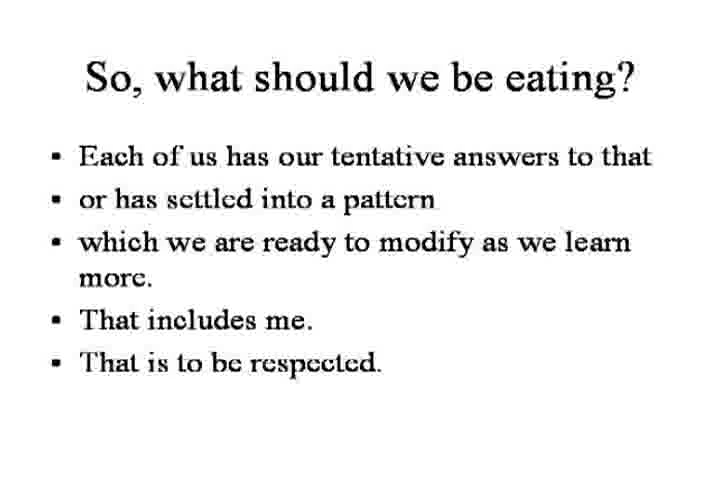 So, what should we be eating?
▪ Each of us has our tentative answers to that
▪ or has settled into a pattern
▪ which we are ready to modify as we learn
more.
▪ That includes me.
▪ That is to be respected.